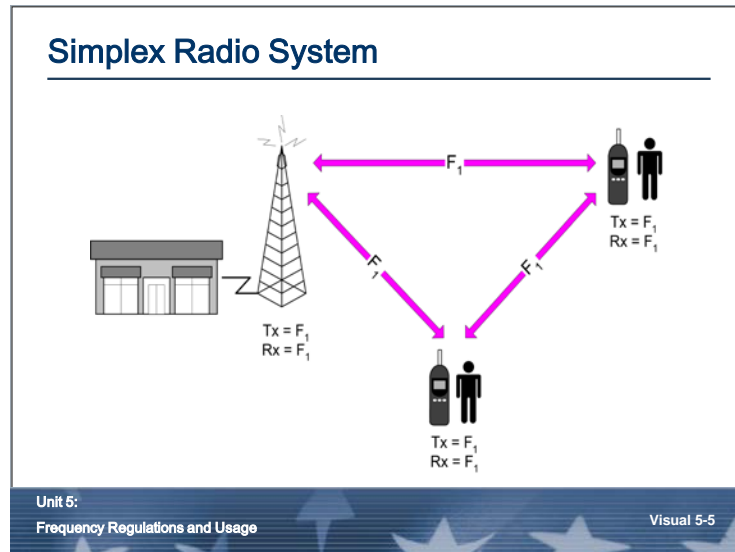 Simplex Radio System
F₁
Tx = F₁
Rx = F₁
F₁
F₁
Tx = F₁
Rx = F₁
Tx = F₁
Rx = F₁
Unit 5:
Frequency Regulations and Usage
Visual 5-5